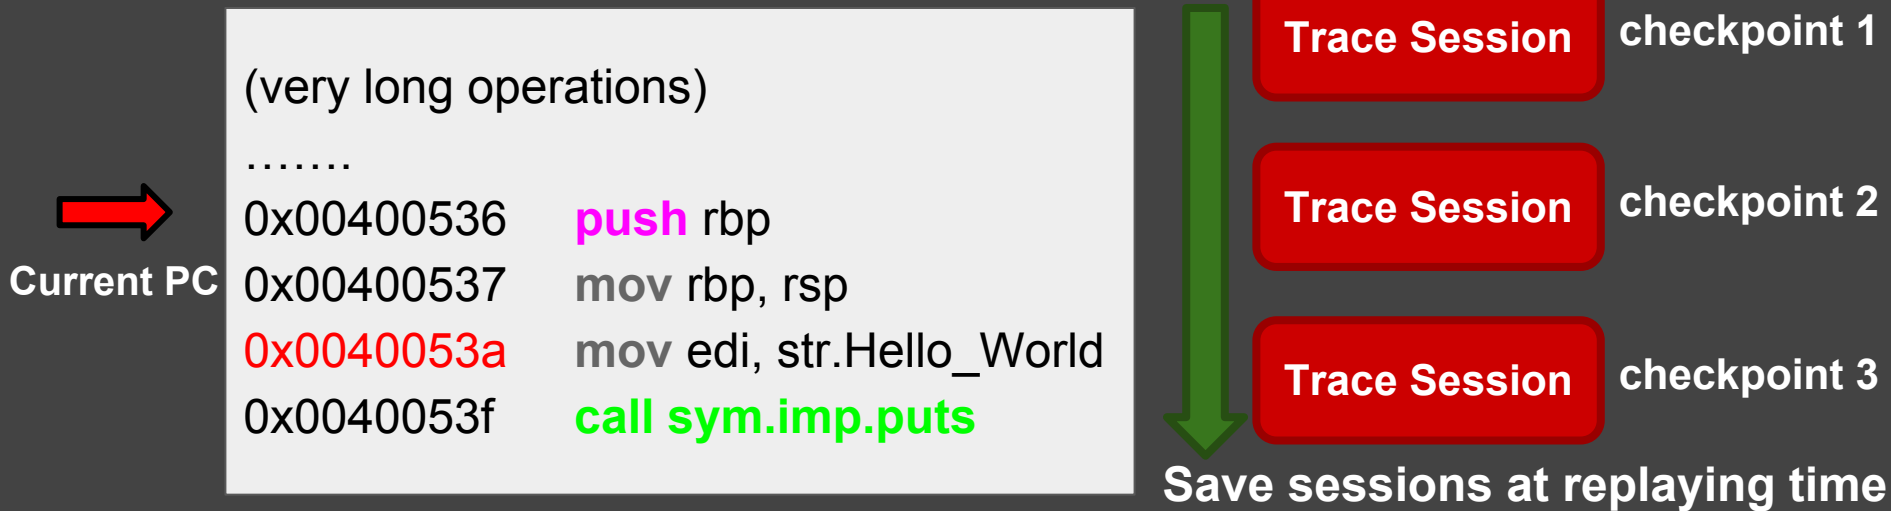 (very long operations)
.......
0x00400536 push rbp
Current PC
0x00400537 mov rbp, rsp
0x0040053a mov edi, str.Hello_World
0x0040053f call sym.imp.puts
Trace Session checkpoint 1
Trace Session checkpoint 2
Trace Session checkpoint 3
Save sessions at replaying time